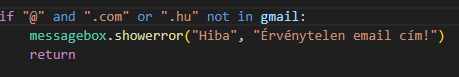 if "@" and ".com" or ".hu" not in gmail:
messagebox.showerror("Hiba", "Érvénytelen email cím!")
return